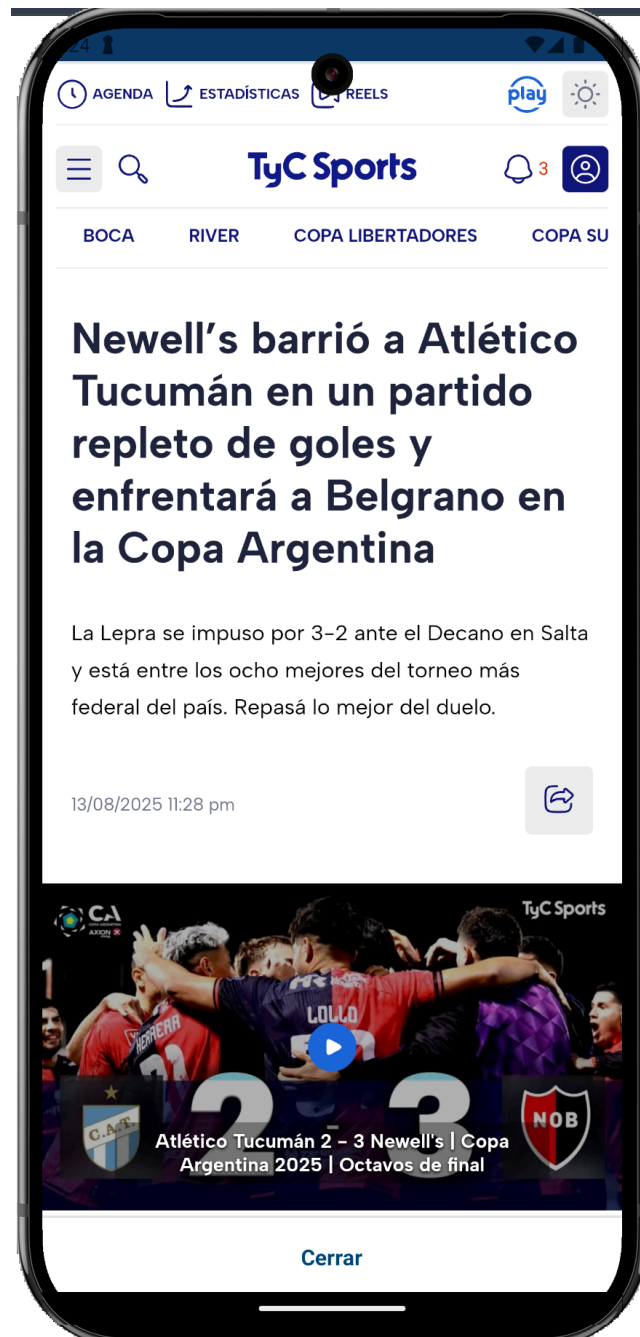 24
AGENDA ESTADÍSTICAS REELS play
TyC Sports 3
BOCA RIVER COPA LIBERTADORES COPA SU
Newell’s barrió a Atlético
Tucumán en un partido
repleto de goles y
enfrentará a Belgrano en
la Copa Argentina
La Lepra se impuso por 3-2 ante el Decano en Salta
y está entre los ocho mejores del torneo más
federal del país. Repasá lo mejor del duelo.
13/08/2025 11:28 pm
CA
COPA ARGENTINA
AXION
TyC Sports
HERRERA
LOLLO
C.A.T.
2 - 3
NOB
Atlético Tucumán 2 - 3 Newell's | Copa
Argentina 2025 | Octavos de final
Cerrar